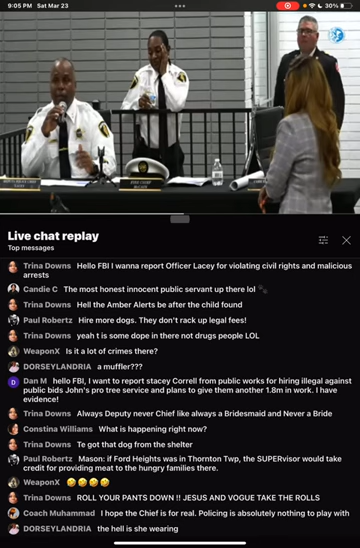 9:05 PM Sat Mar 23
30%
Live chat replay
Top messages
Trina Downs Hello FBI I wanna report Officer Lacey for violating civil rights and malicious
arrests
Candie C The most honest innocent public servant up there lol
Trina Downs Hell the Amber Alerts be after the child found
Paul Robertz Hire more dogs. They don't rack up legal fees!
Trina Downs yeah t is some dope in there not drugs people LOL
WeaponX Is it a lot of crimes there?
DORSEYLANDRIA a muffler???
D Dan M hello FBI, I want to report stacey Correll from public works for hiring illegal against
public bids John's pro tree service and plans to give them another 1.8m in work. I have
evidence!
Trina Downs Always Deputy never Chief like always a Bridesmaid and Never a Bride
Constina Williams What is happening right now?
Trina Downs Te got that dog from the shelter
Paul Robertz Mason: if Ford Heights was in Thornton Twp, the SUPERvisor would take
credit for providing meat to the hungry families there.
WeaponX 🤣🤣🤣🤣
Trina Downs ROLL YOUR PANTS DOWN !! JESUS AND VOGUE TAKE THE ROLLS
Coach Muhammad I hope the Chief is for real. Policing is absolutely nothing to play with
DORSEYLANDRIA the hell is she wearing